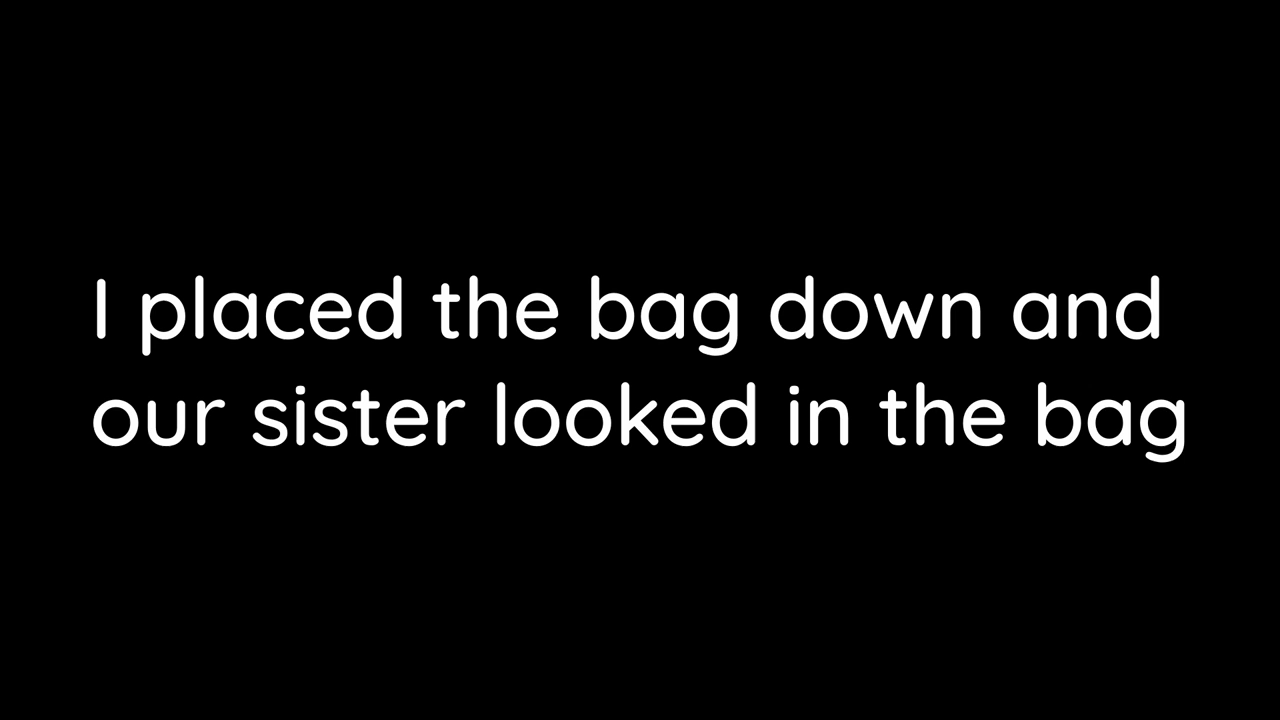 I placed the bag down and
our sister looked in the bag